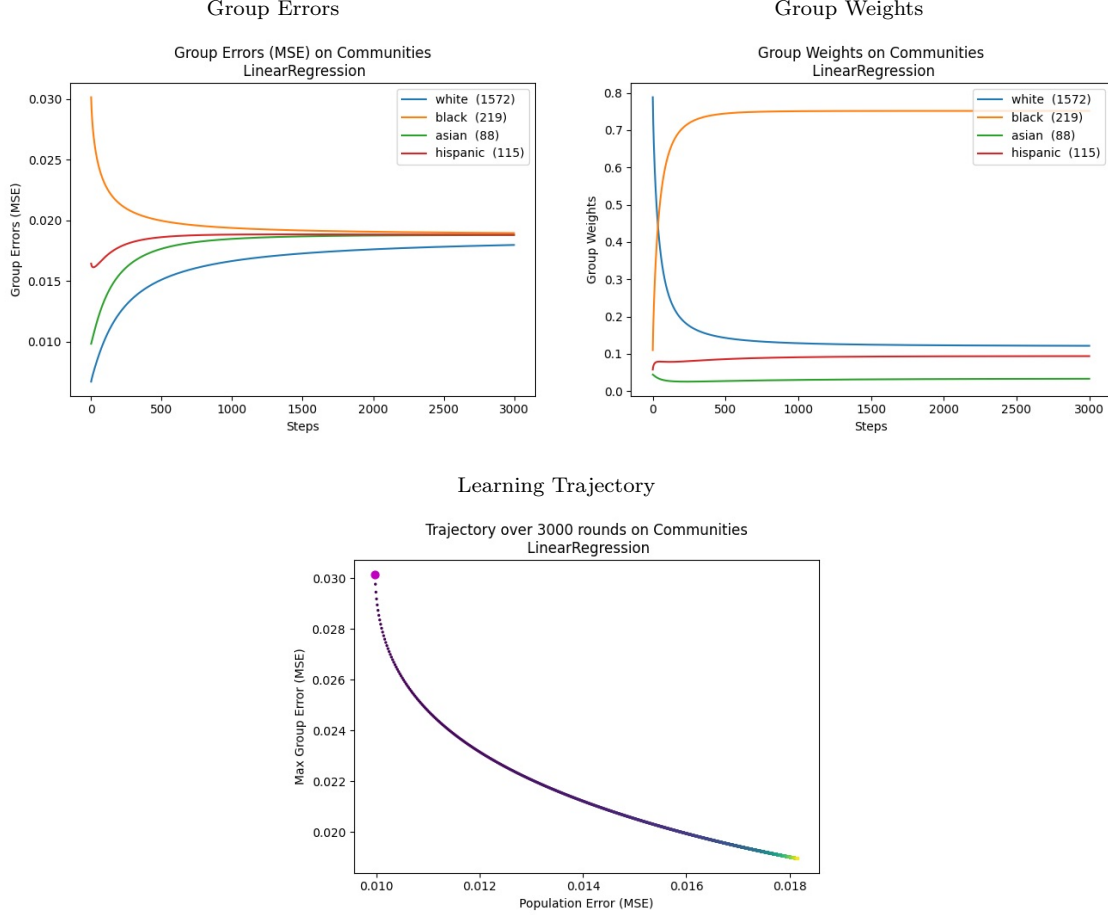 Group Errors
Group Weights
Group Errors (MSE) on Communities
LinearRegression
Group Errors (MSE)
0.030
0.025
0.020
0.015
0.010
white (1572)
black (219)
asian (88)
hispanic (115)
0
500
1000
1500
2000
2500
3000
Steps
Group Weights on Communities
LinearRegression
Group Weights
0.8
0.7
0.6
0.5
0.4
0.3
0.2
0.1
0.0
white (1572)
black (219)
asian (88)
hispanic (115)
0
500
1000
1500
2000
2500
3000
Steps
Learning Trajectory
Trajectory over 3000 rounds on Communities
LinearRegression
Max Group Error (MSE)
0.030
0.028
0.026
0.024
0.022
0.020
0.010
0.012
0.014
0.016
0.018
Population Error (MSE)